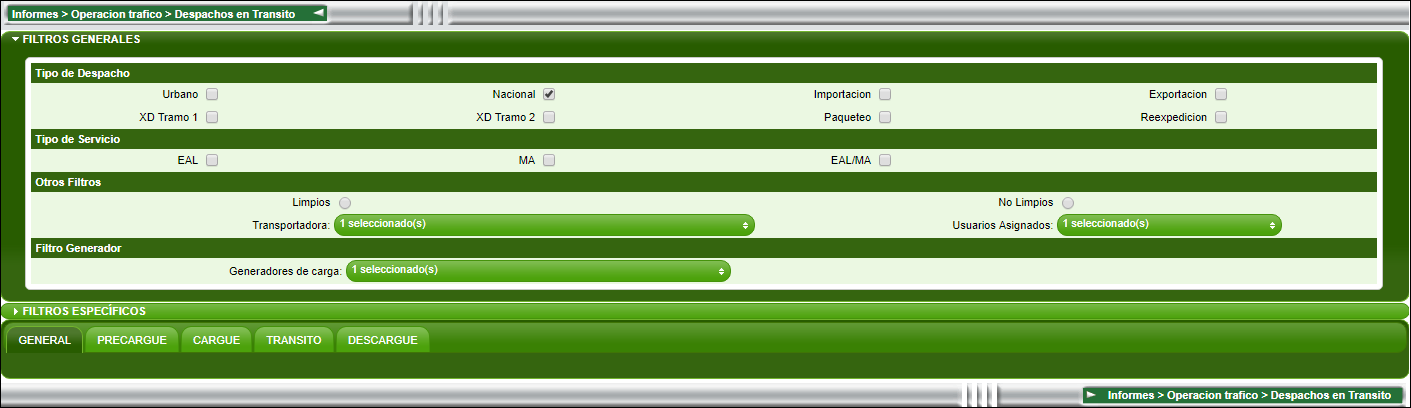 Informes > Operacion trafico > Despachos en Transito
FILTROS GENERALES
Tipo de Despacho
Urbano Nacional Importacion Exportacion
XD Tramo 1 XD Tramo 2 Paqueteo Reexpedicion
Tipo de Servicio
EAL MA EAL/MA
Otros Filtros
Limpios No Limpios
Transportadora: 1 seleccionado(s) Usuarios Asignados: 1 seleccionado(s)
Filtro Generador
Generadores de carga: 1 seleccionado(s)
FILTROS ESPECÍFICOS
GENERAL PRECARGUE CARGUE TRANSITO DESCARGUE
Informes > Operacion trafico > Despachos en Transito